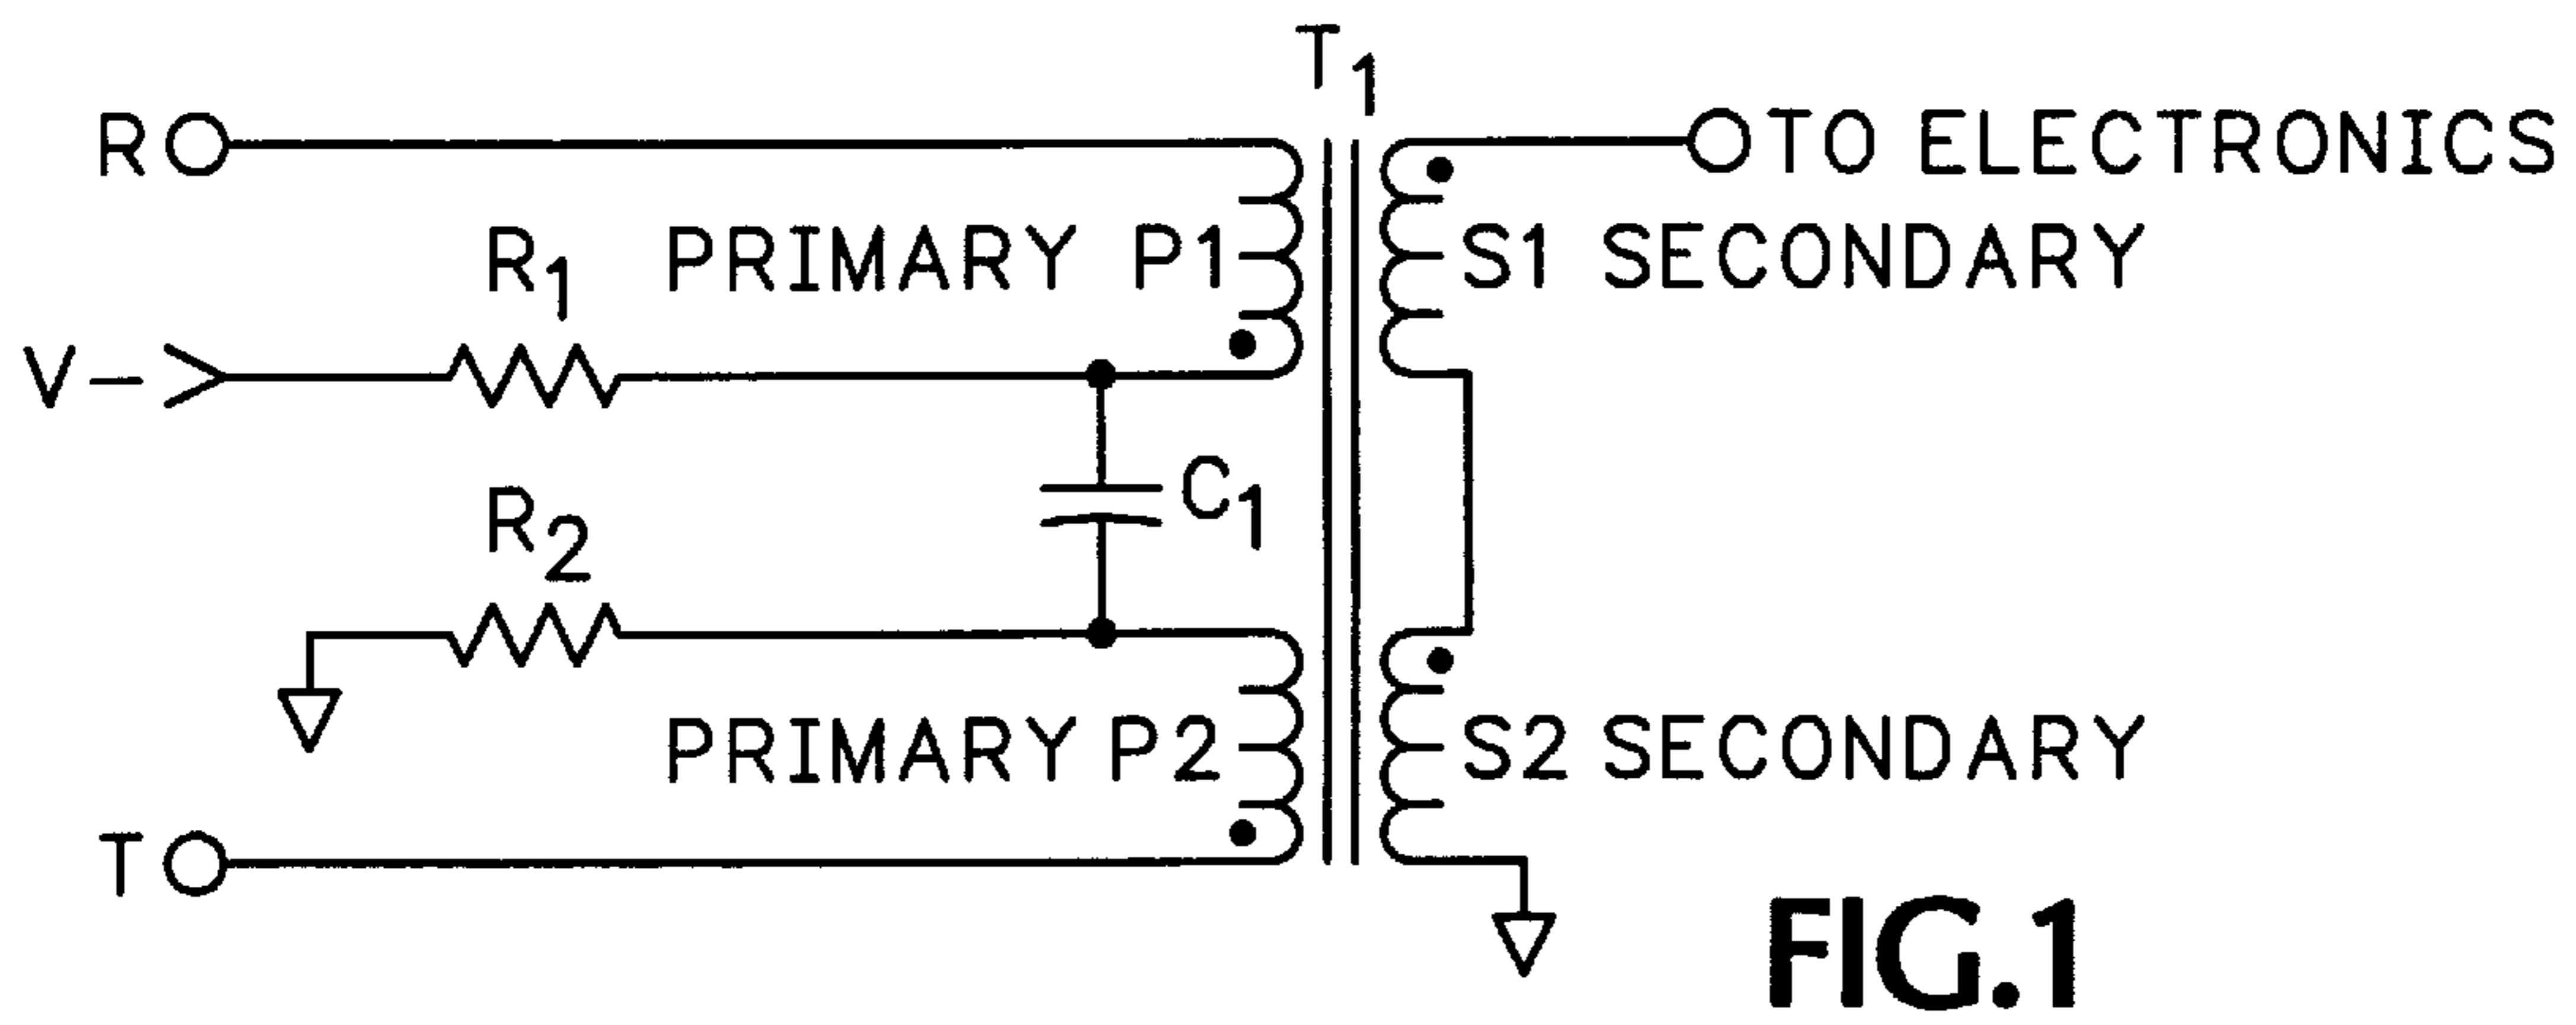 T1
R
TO ELECTRONICS
R1
PRIMARY P1
S1 SECONDARY
V-
C1
R2
PRIMARY P2
S2 SECONDARY
T
FIG.1